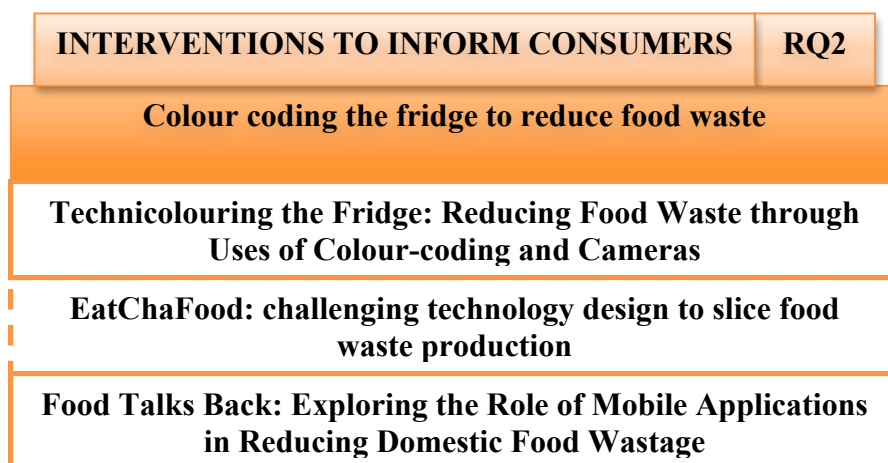 INTERVENTIONS TO INFORM CONSUMERS RQ2
Colour coding the fridge to reduce food waste
Technicolouring the Fridge: Reducing Food Waste through
Uses of Colour-coding and Cameras
EatChaFood: challenging technology design to slice food
waste production
Food Talks Back: Exploring the Role of Mobile Applications
in Reducing Domestic Food Wastage